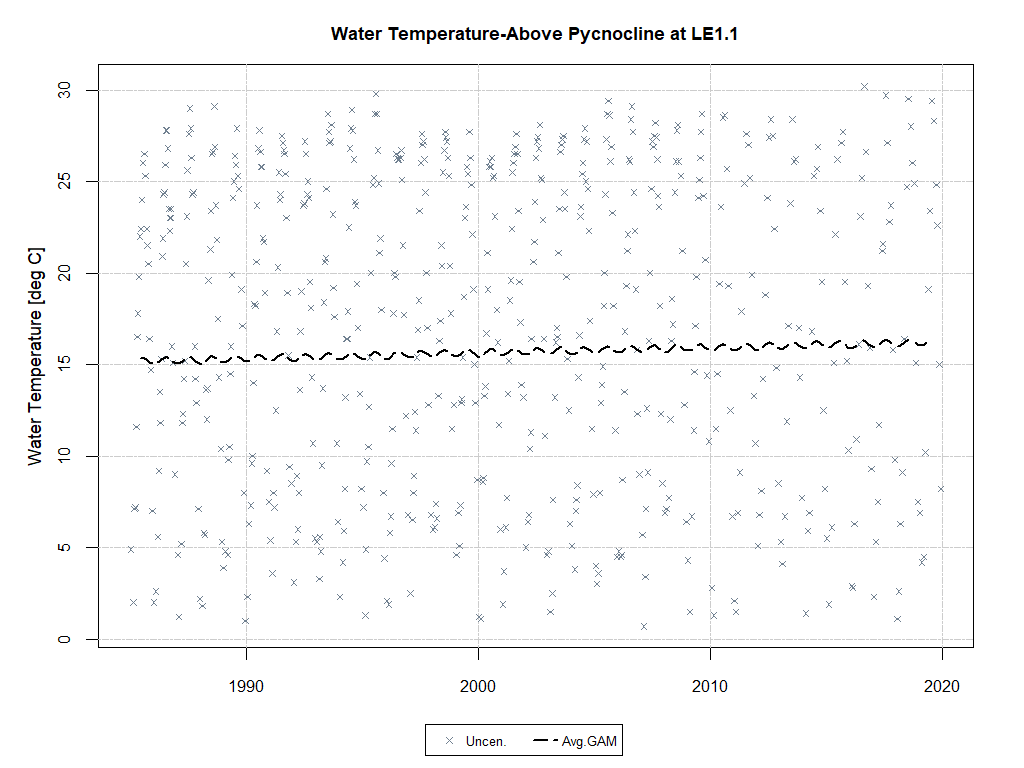 Water Temperature-Above Pycnocline at LE1.1
Water Temperature [deg C]
30
25
20
15
10
5
0
1990
2000
2010
2020
Uncen.
Avg.GAM